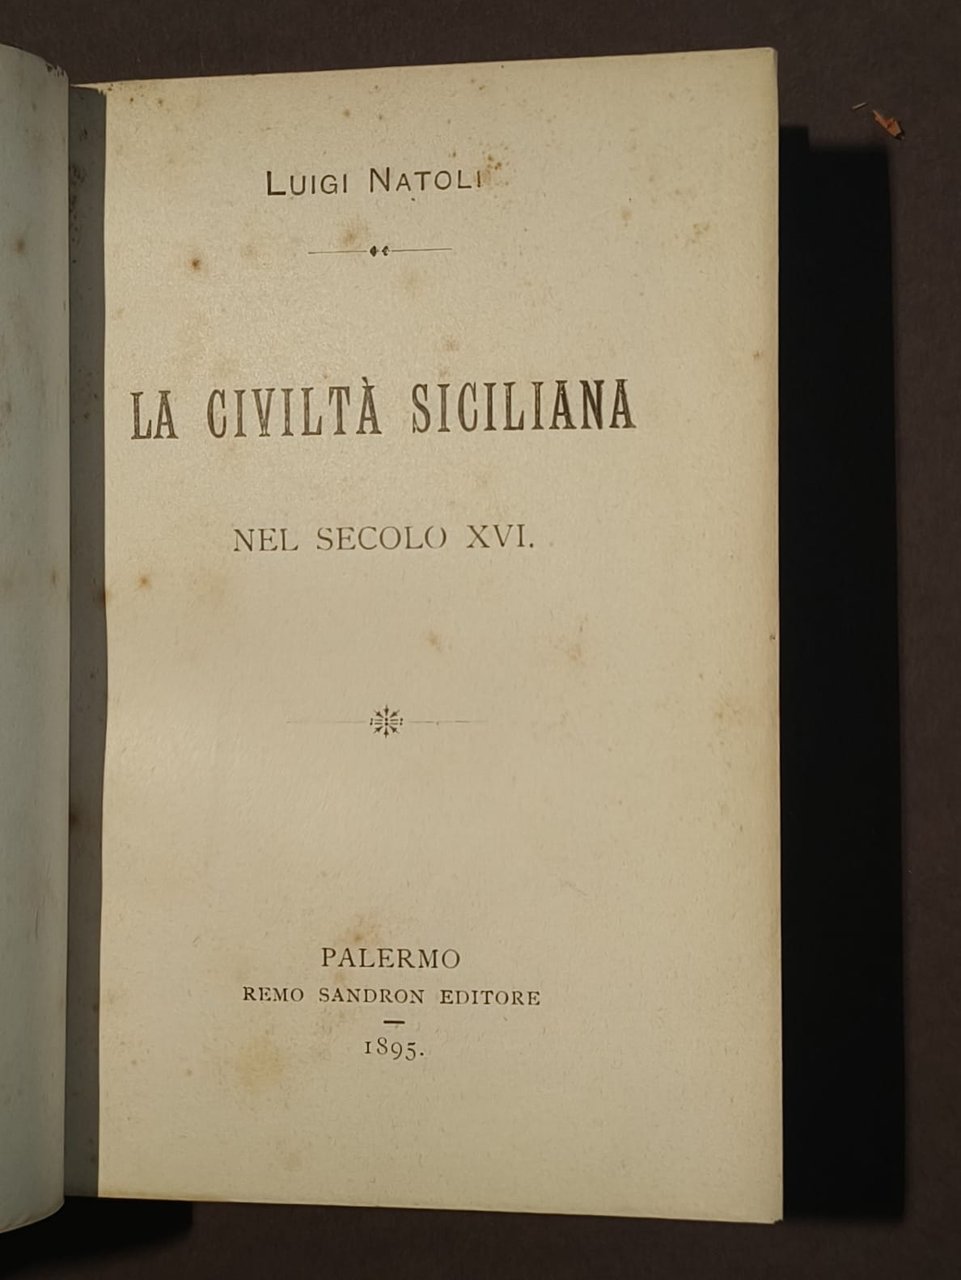 Luigi Natoli
LA CIVILTÀ SICILIANA
NEL SECOLO XVI.
PALERMO
REMO SANDRON EDITORE
1895.